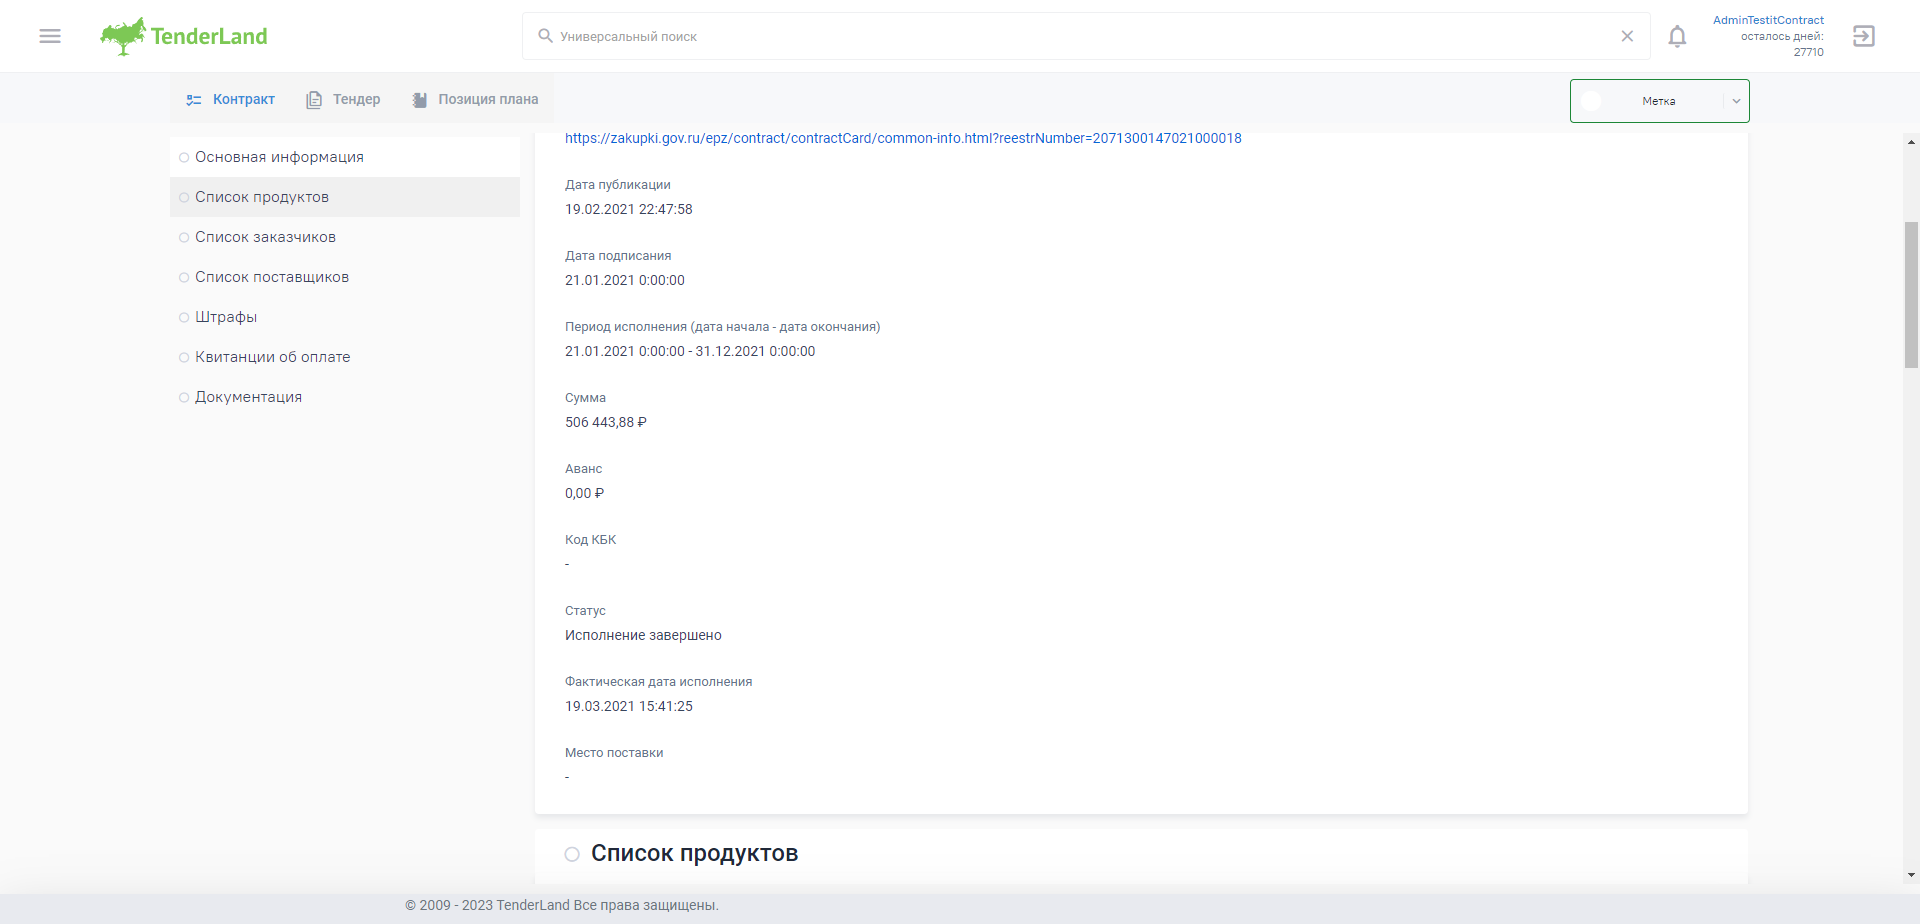 TenderLand
Универсальный поиск
AdminTestitContract
осталось дней:
27710
Контракт
Тендер
Позиция плана
Метка
Основная информация
Список продуктов
Список заказчиков
Список поставщиков
Штрафы
Квитанции об оплате
Документация
https://zakupki.gov.ru/epz/contract/contractCard/common-info.html?reestrNumber=2071300147021000018
Дата публикации
19.02.2021 22:47:58
Дата подписания
21.01.2021 0:00:00
Период исполнения (дата начала - дата окончания)
21.01.2021 0:00:00 - 31.12.2021 0:00:00
Сумма
506 443,88 ₽
Аванс
0,00 ₽
Код КБК
-
Статус
Исполнение завершено
Фактическая дата исполнения
19.03.2021 15:41:25
Место поставки
-
Список продуктов
© 2009 - 2023 TenderLand Все права защищены.